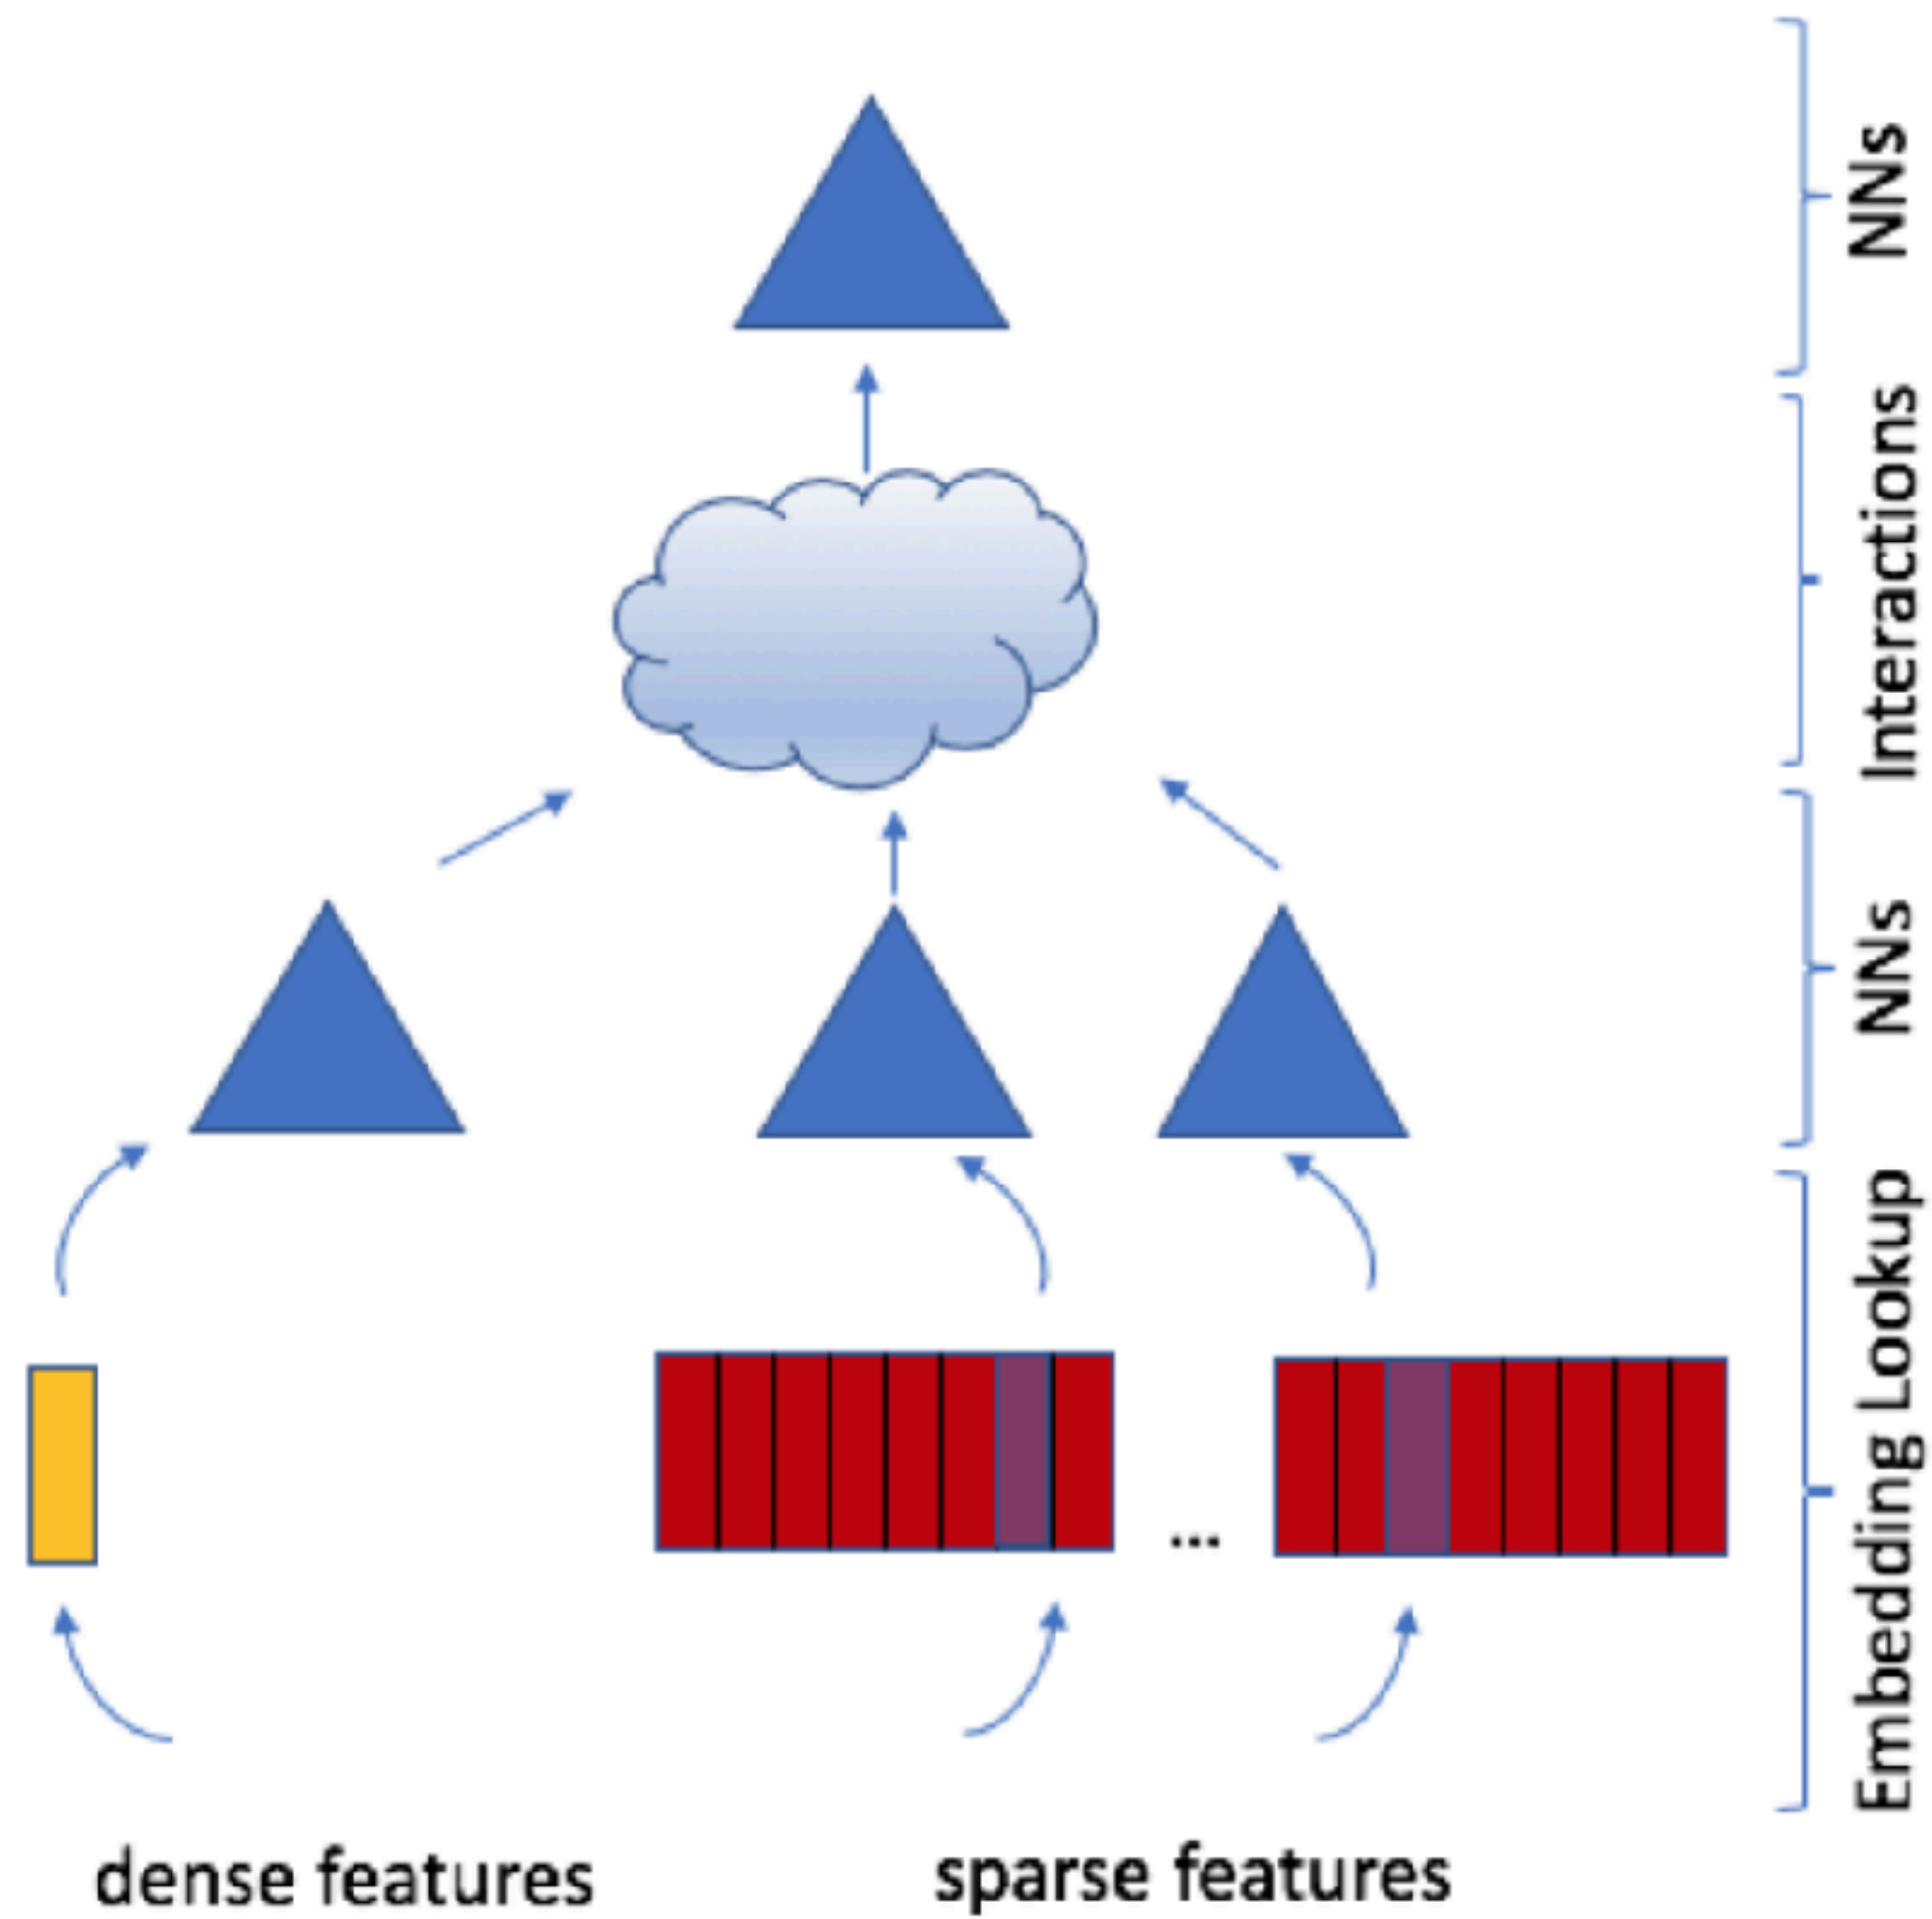 NNs
Interactions
NNs
Embedding Lookup
...
dense features
sparse features